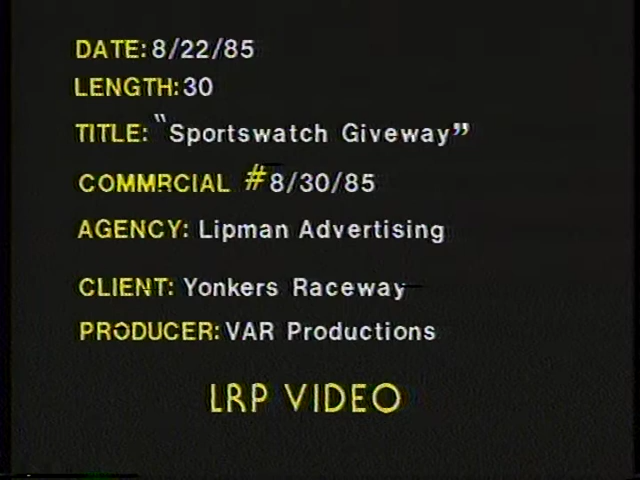 DATE: 8/22/85
LENGTH: 30
TITLE: "Sportswatch Giveway"
COMMRCIAL #8/30/85
AGENCY: Lipman Advertising
CLIENT: Yonkers Raceway
PRODUCER: VAR Productions
LRP VIDEO